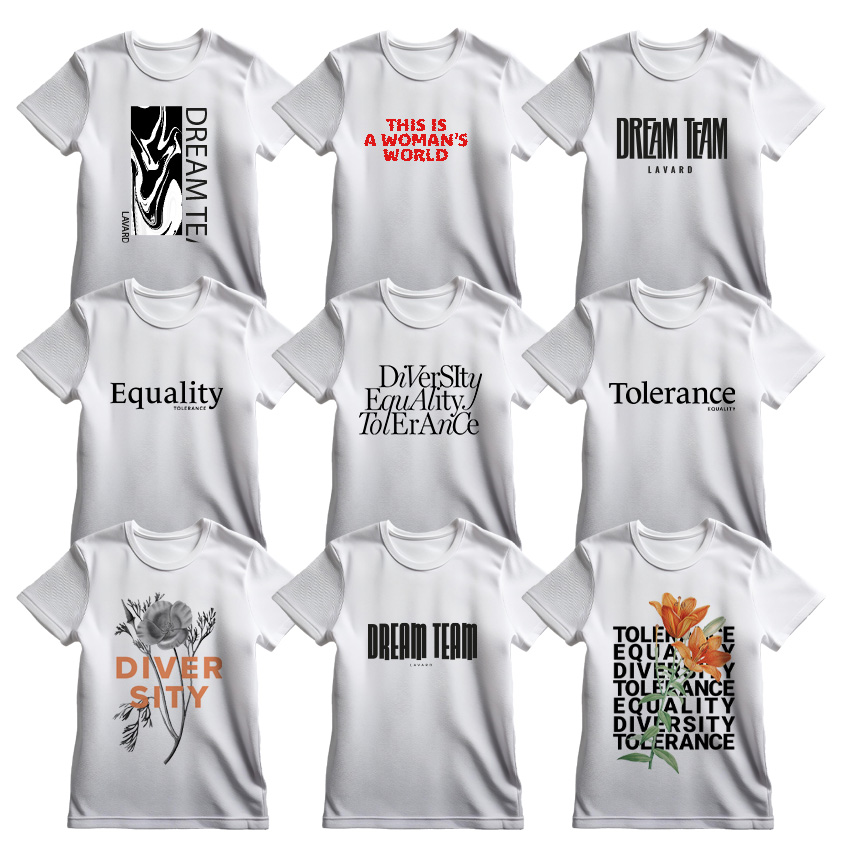 DREAM TEA
LAVARD
THIS IS
A WOMAN'S
WORLD
DREAM TEAM
LAVARD
Equality
TOLERANCE
DiVerSIty
EquAlity.
TolErAnCe
Tolerance
EQUALITY
DIVER
SITY
DREAM TEAM
LAVARD
TOLERANCE
EQUALITY
DIVERSITY
TOLERANCE
EQUALITY
DIVERSITY
TOLERANCE